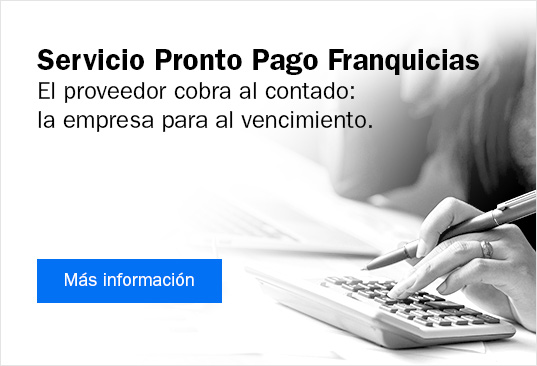 Servicio Pronto Pago Franquicias
El proveedor cobra al contado:
la empresa para al vencimiento.
Más información